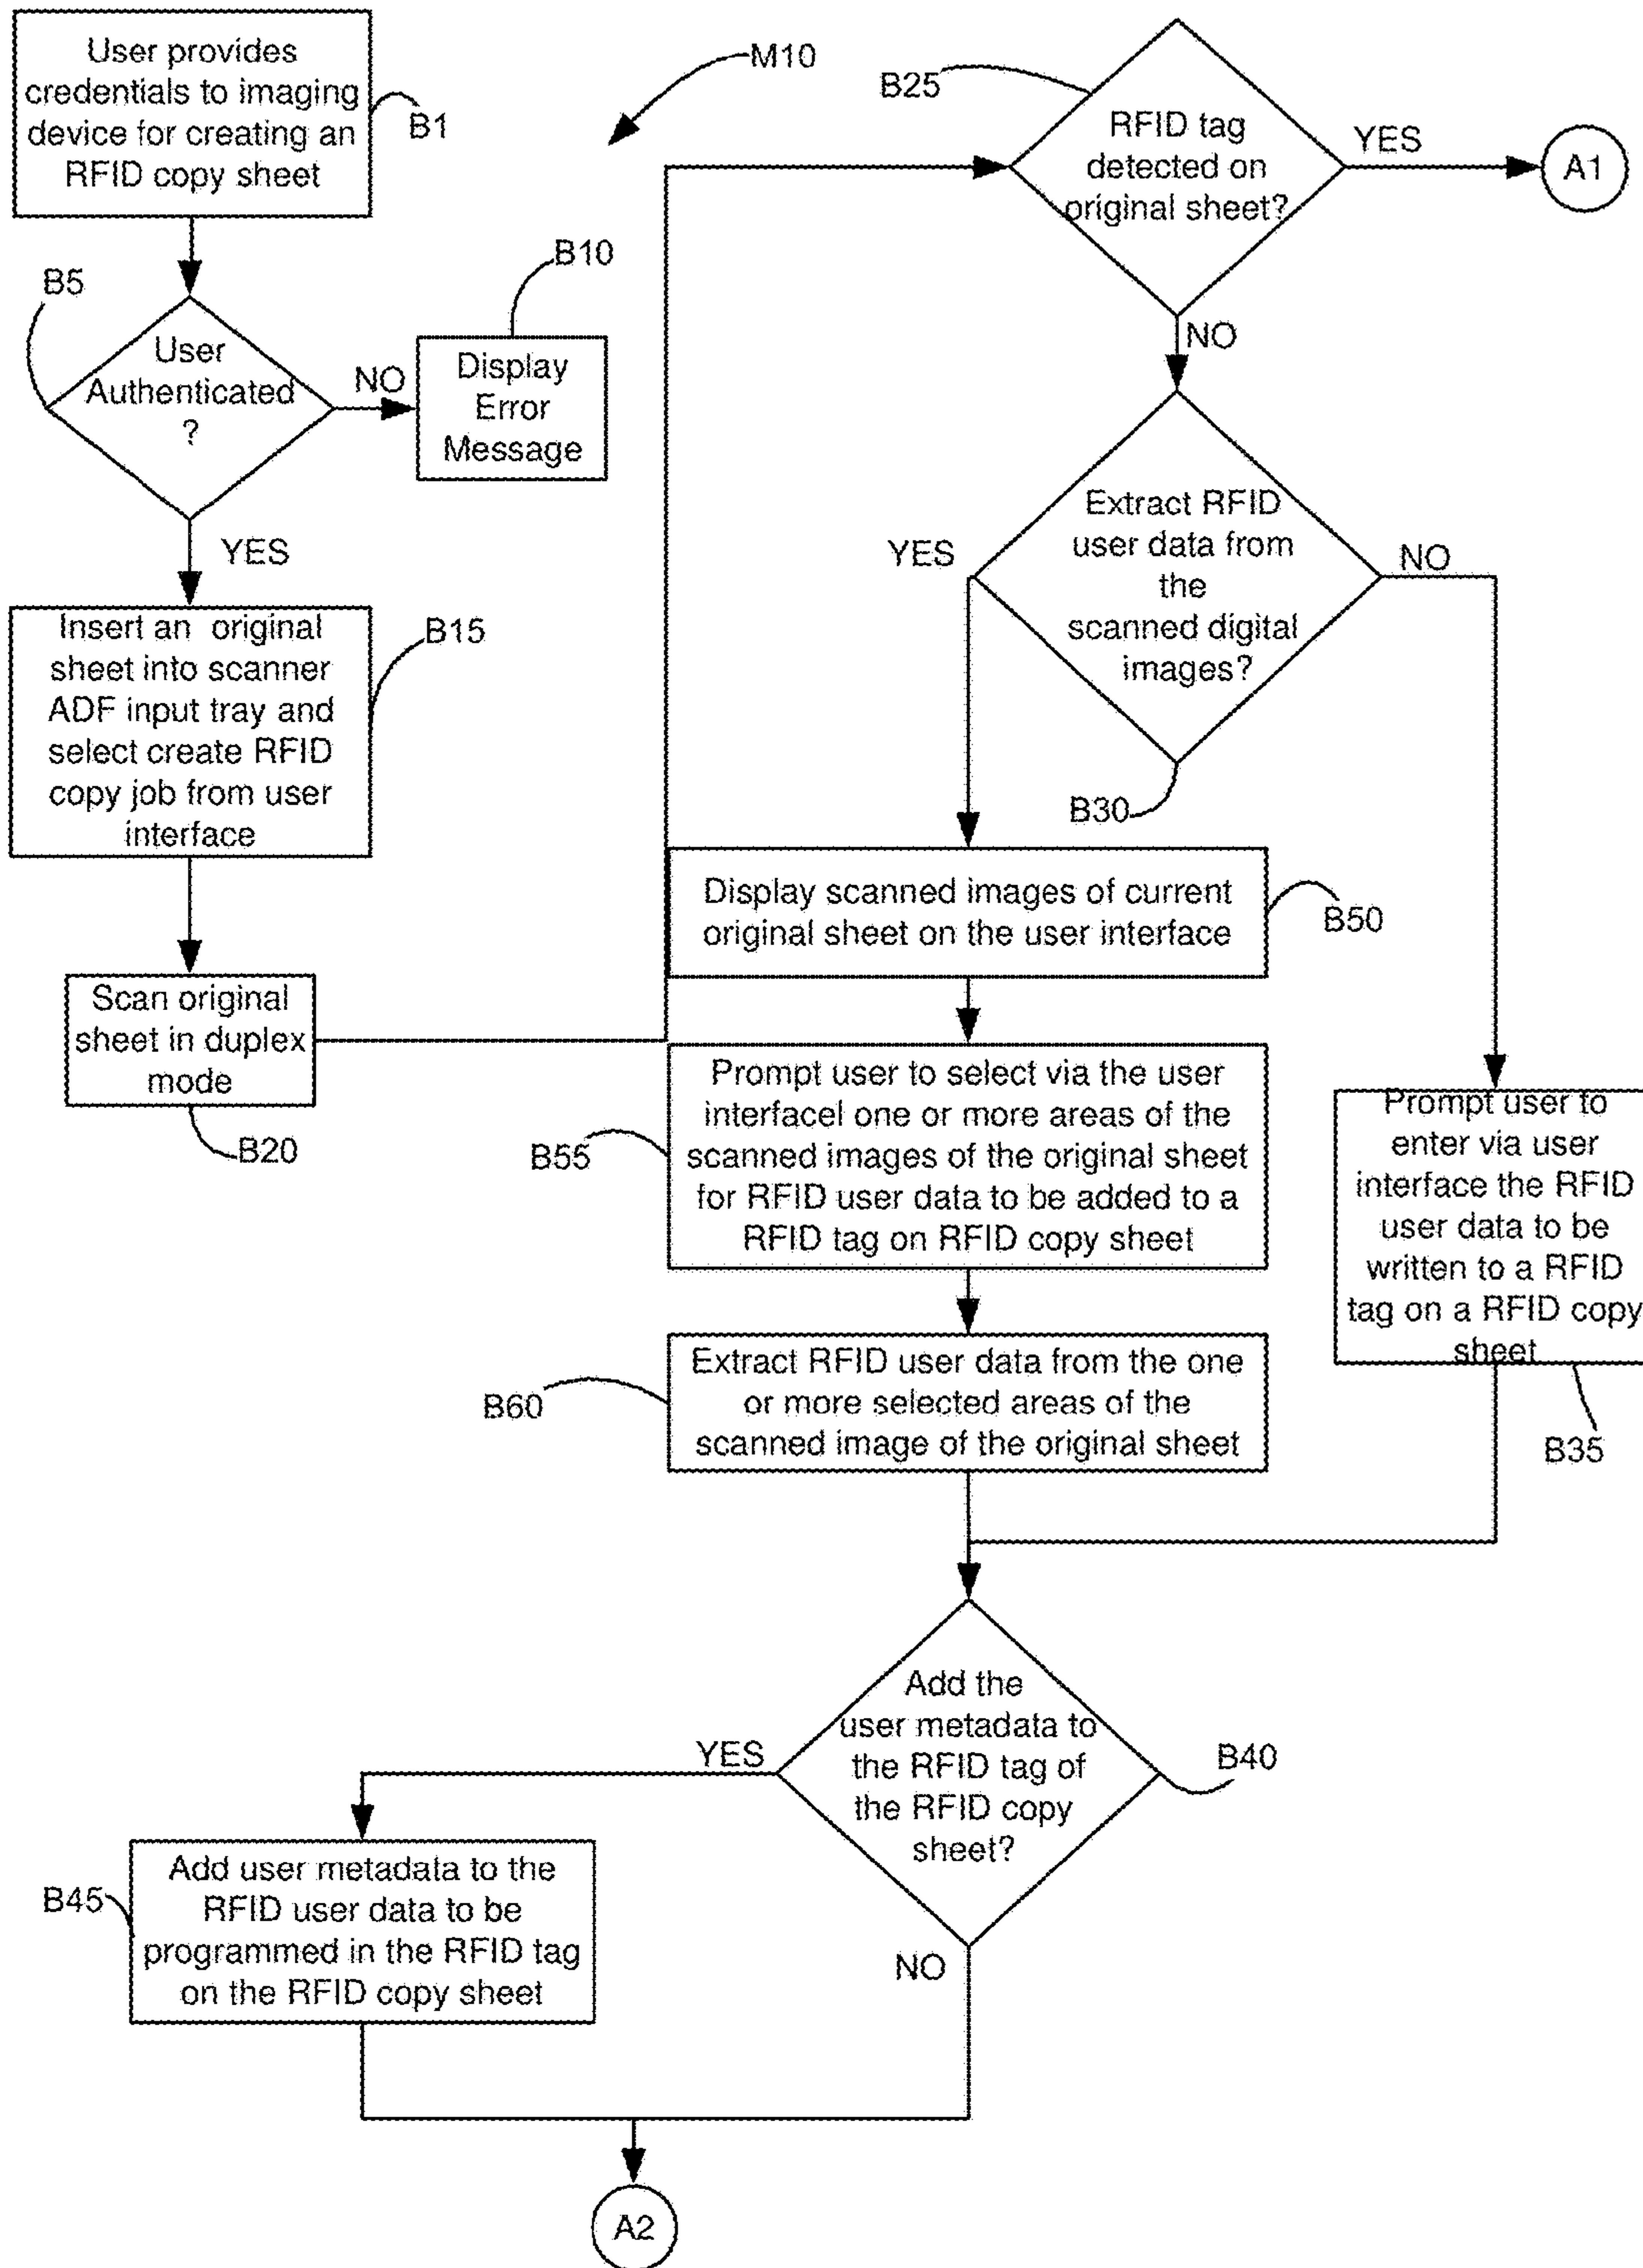 User provides
credentials to imaging
device for creating an
RFID copy sheet
B1
M10
B5
User
Authenticated
?
NO
B10
Display
Error
Message
YES
Insert an original
sheet into scanner
ADF input tray and
select create RFID
copy job from user
interface
B15
Scan original
sheet in duplex
mode
B20
B25
RFID tag
detected on
original sheet?
YES
A1
NO
Extract RFID
user data from
the
scanned digital
images?
YES
NO
B30
Display scanned images of current
original sheet on the user interface
B50
Prompt user to select via the user
interfacel one or more areas of the
scanned images of the original sheet
for RFID user data to be added to a
RFID tag on RFID copy sheet
B55
Extract RFID user data from the one
or more selected areas of the
scanned image of the original sheet
B60
Prompt user to
enter via user
interface the RFID
user data to be
written to a RFID
tag on a RFID copy
sheet
B35
Add the
user metadata to
the RFID tag of
the RFID copy
sheet?
B40
YES
NO
Add user metadata to the
RFID user data to be
programmed in the RFID tag
on the RFID copy sheet
B45
A2